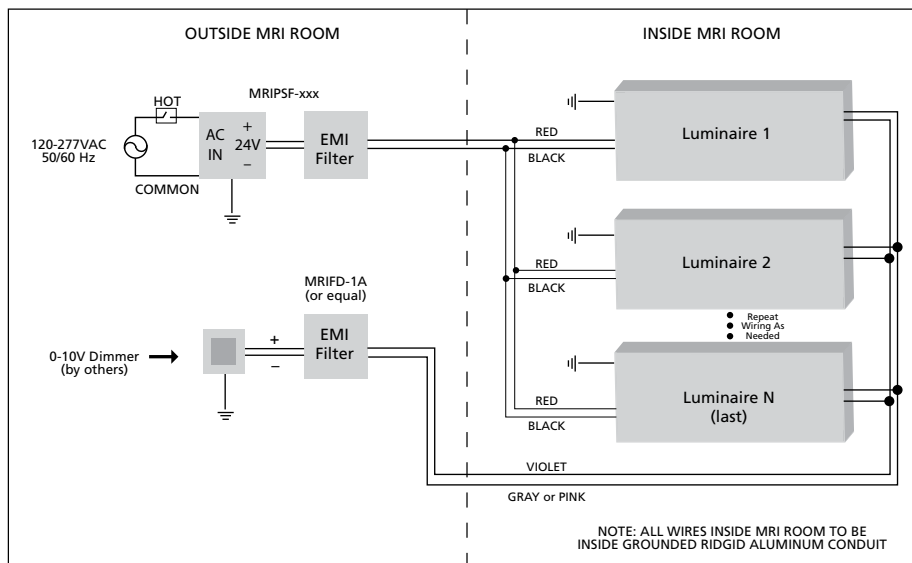 OUTSIDE MRI ROOM
INSIDE MRI ROOM
MRIPSF-xxx
HOT
120-277VAC
50/60 Hz
COMMON
AC
IN
+
24V
–
EMI
Filter
RED
BLACK
Luminaire 1
RED
BLACK
Luminaire 2
Repeat
Wiring As
Needed
MRIFD-1A
(or equal)
0-10V Dimmer
(by others)
+
–
EMI
Filter
RED
BLACK
Luminaire N
(last)
VIOLET
GRAY or PINK
NOTE: ALL WIRES INSIDE MRI ROOM TO BE
INSIDE GROUNDED RIDGID ALUMINUM CONDUIT